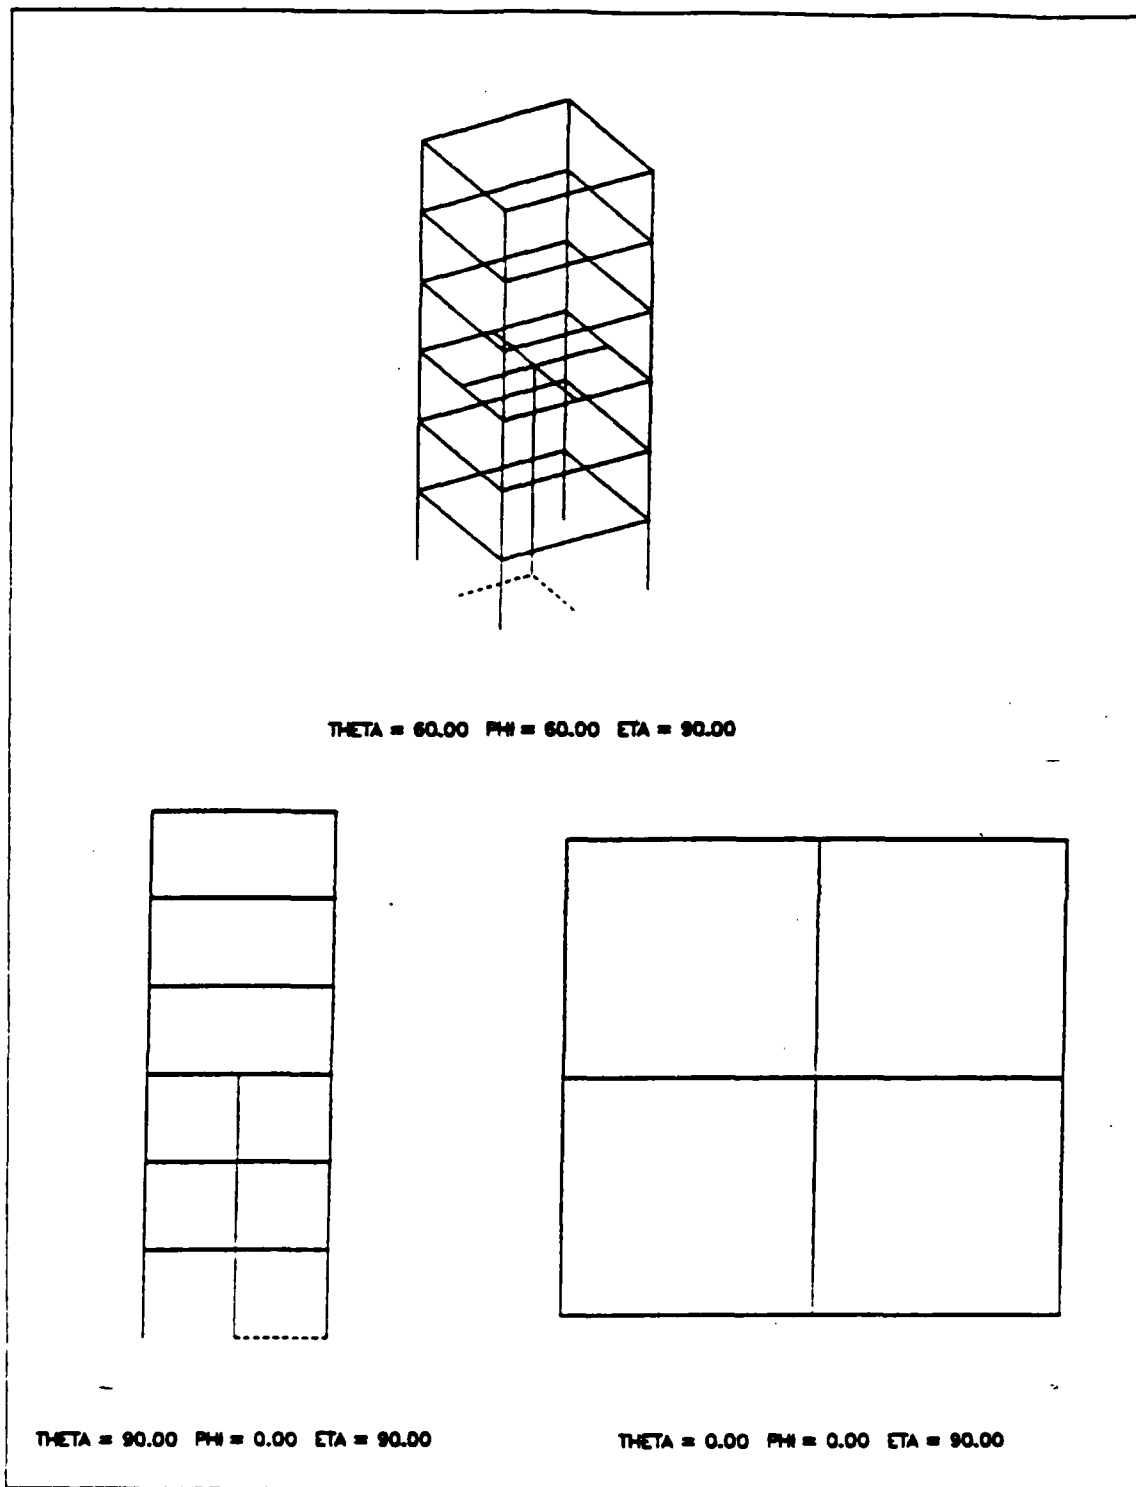 THETA = 60.00 PHI = 60.00 ETA = 90.00
THETA = 90.00 PHI = 0.00 ETA = 90.00
THETA = 0.00 PHI = 0.00 ETA = 90.00